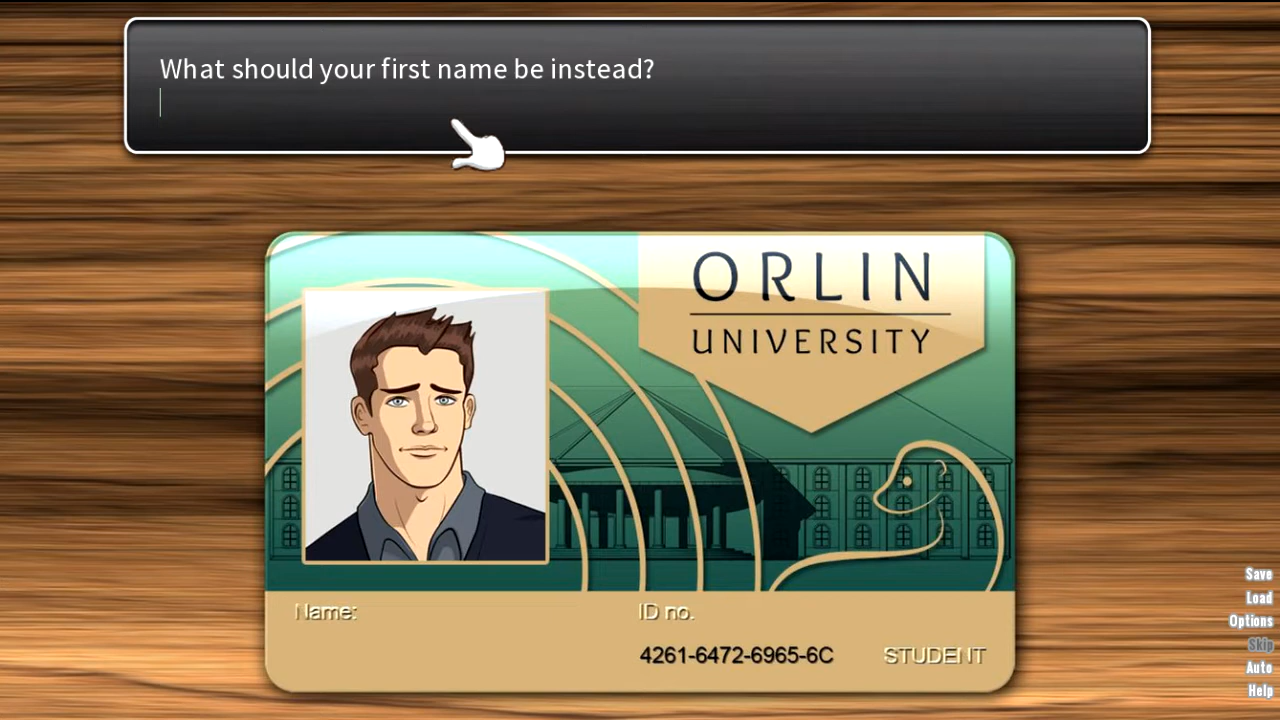 What should your first name be instead?
ORLIN
UNIVERSITY
Name:
ID no.
4261-6472-6965-6C
STUDENT
Save
Load
Options
Skip
Auto
Help